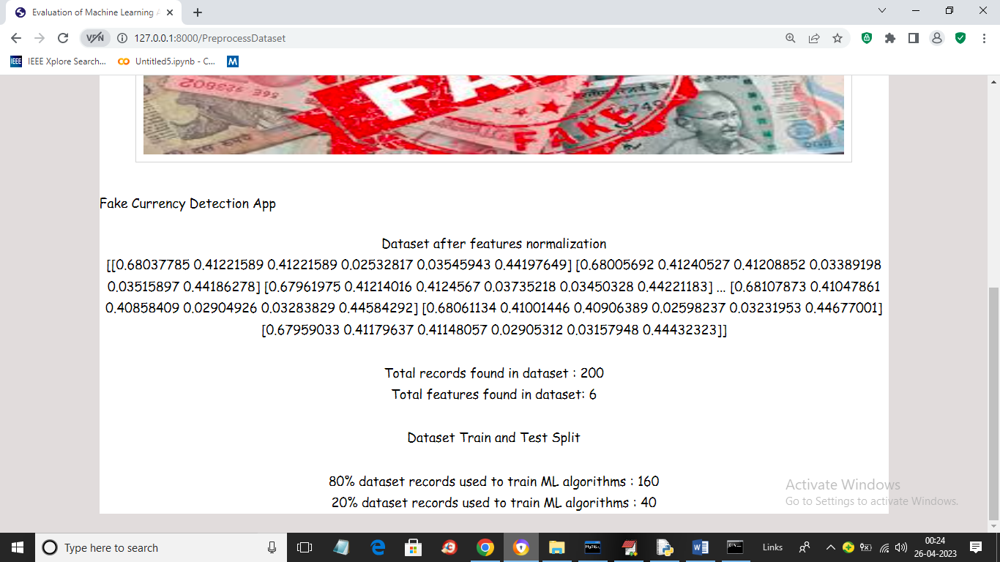 Evaluation of Machine Learning
127.0.0.1:8000/PreprocessDataset
IEEE IEEE Xplore Search... Untitled5.ipynb - C... M
FAKE
Fake Currency Detection App
Dataset after features normalization
[[0.68037785 0.41221589 0.41221589 0.02532817 0.03545943 0.44197649] [0.68005692 0.41240527 0.41208852 0.03389198
0.03515897 0.44186278] [0.67961975 0.41214016 0.4124567 0.03735218 0.03450328 0.44221183] ... [0.68107873 0.41047861
0.40858409 0.02904926 0.03283829 0.44584292] [0.68061134 0.41001446 0.40906389 0.02598237 0.03231953 0.44677001]
[0.67959033 0.41179637 0.41148057 0.02905312 0.03157948 0.44432323]]
Total records found in dataset : 200
Total features found in dataset: 6
Dataset Train and Test Split
80% dataset records used to train ML algorithms : 160
20% dataset records used to train ML algorithms : 40
Activate Windows
Go to Settings to activate Windows.
Type here to search
Links
00:24
26-04-2023